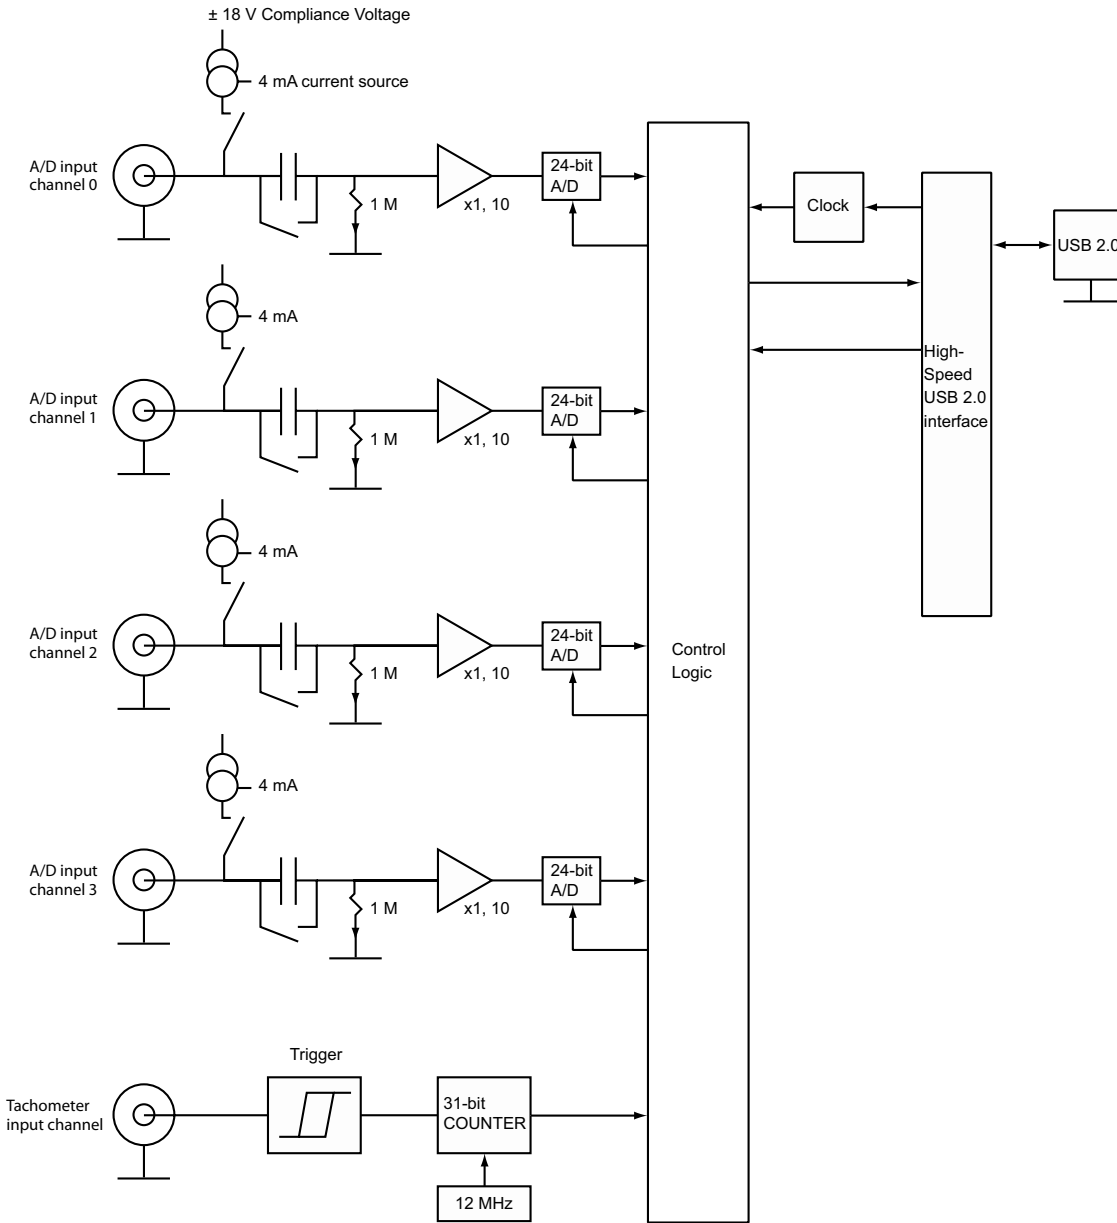 ± 18 V Compliance Voltage
4 mA current source
A/D input
channel 0
1 M
x1, 10
24-bit
A/D
Clock
USB 2.0
4 mA
A/D input
channel 1
1 M
x1, 10
24-bit
A/D
High-
Speed
USB 2.0
interface
4 mA
A/D input
channel 2
1 M
x1, 10
24-bit
A/D
Control
Logic
4 mA
A/D input
channel 3
1 M
x1, 10
24-bit
A/D
Trigger
Tachometer
input channel
31-bit
COUNTER
12 MHz